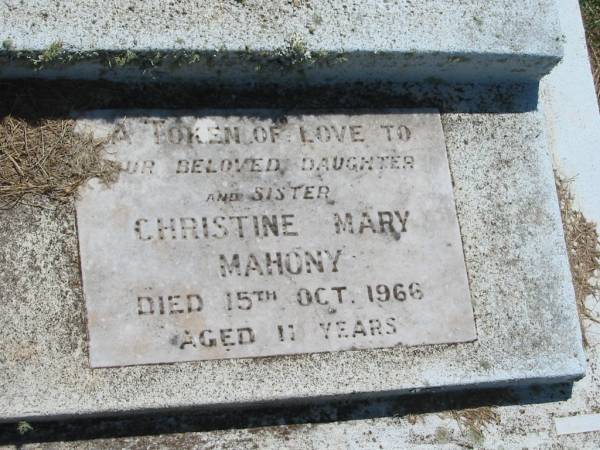 A TOKEN OF LOVE TO
OUR BELOVED DAUGHTER
AND SISTER
CHRISTINE MARY
MAHONY
DIED 15TH OCT. 1966
AGED 11 YEARS